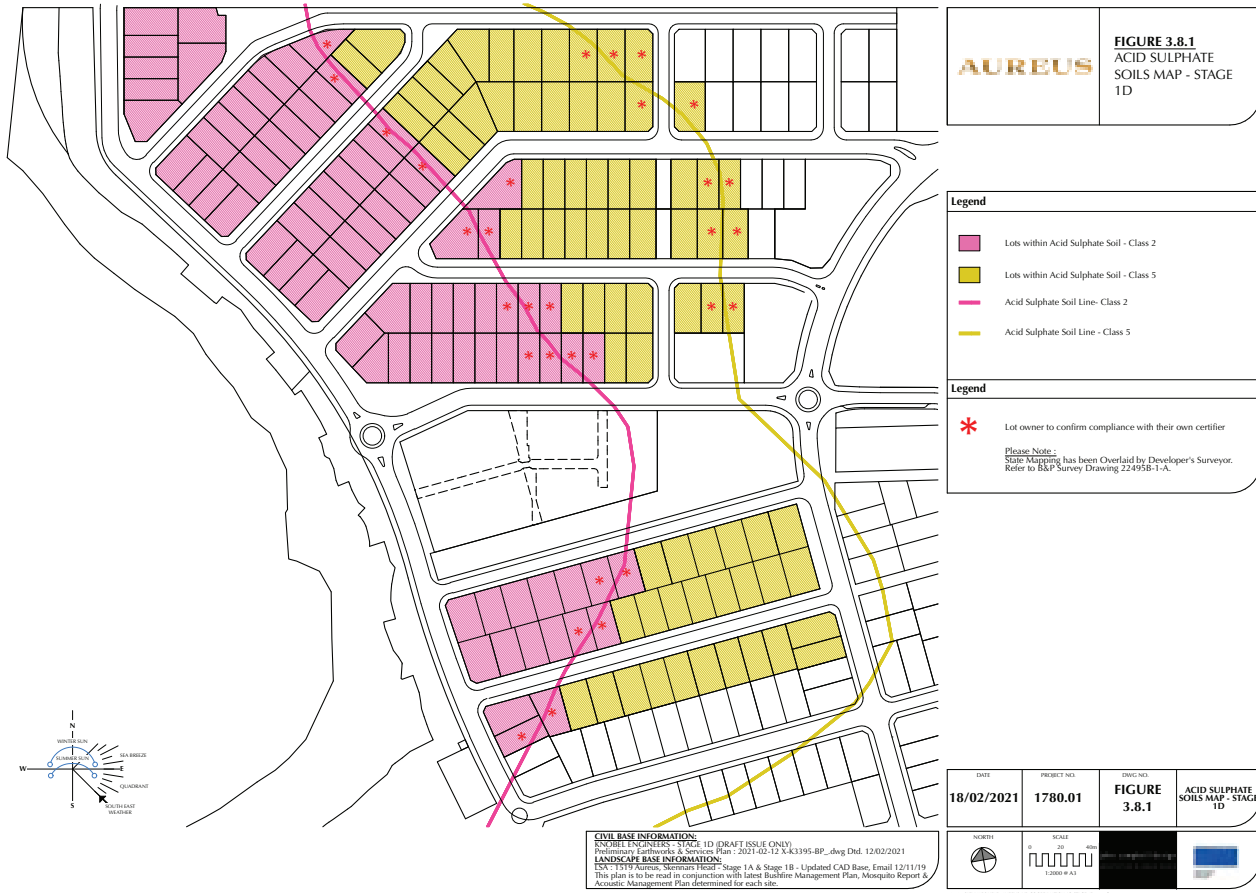 AUREUS
FIGURE 3.8.1
ACID SULPHATE
SOILS MAP - STAGE
1D
Legend
Lots within Acid Sulphate Soil - Class 2
Lots within Acid Sulphate Soil - Class 5
Acid Sulphate Soil Line- Class 2
Acid Sulphate Soil Line - Class 5
Legend
* Lot owner to confirm compliance with their own certifier
Please Note :
State Mapping has been Overlaid by Developer's Surveyor.
Refer to B&P Survey Drawing 22495B-1-A.
N
WINTER SUN
SUMMER SUN
SEA BREEZE
W
E
QUADRANT
S
SOUTH EAST
WEATHER
CIVIL BASE INFORMATION:
KNOBEL ENGINEERS - STAGE 1D (DRAFT ISSUE ONLY)
Preliminary Earthworks & Services Plan : 2021-02-12 X-K3395-BP_.dwg Dtd. 12/02/2021
LANDSCAPE BASE INFORMATION:
LSA : 1519 Aureus, Skennars Head - Stage 1A & Stage 1B - Updated CAD Base, Email 12/11/19
This plan is to be read in conjunction with latest Bushfire Management Plan, Mosquito Report &
Acoustic Management Plan determined for each site.
DATE
18/02/2021
PROJECT NO.
1780.01
DWG NO.
FIGURE
3.8.1
ACID SULPHATE
SOILS MAP - STAGE
1D
NORTH
SCALE
0 20 40m
1:2000 @ A3